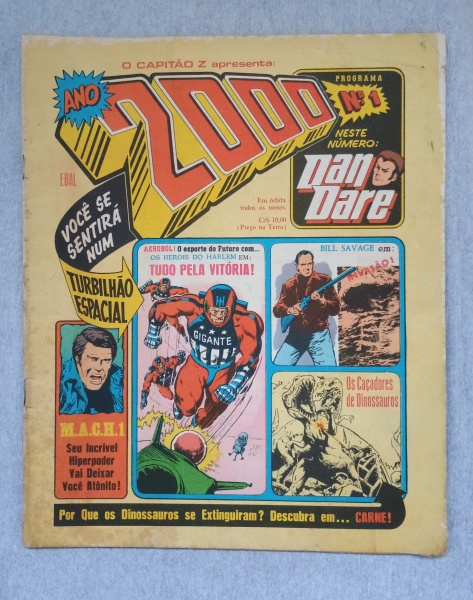 O CAPITÃO Z apresenta:
ANO
2000
PROGRAMA
Nº 1
NESTE
NÚMERO:
Dan
Dare
EBAL
Em órbita
todos os meses.
Cr$ 10,00
(Preço na Terra)
VOCÊ SE
SENTIRÁ
NUM
TURBILHÃO
ESPACIAL
AEROBOL! O esporte do Futuro com...
OS HEROIS DO HARLEM EM:
TUDO PELA VITÓRIA!
GIGANTE
BILL SAVAGE em:
INVASÃO!
Os Caçadores
de Dinossauros
M.A.C.H.1
Seu Incrível
Hiperpoder
Vai Deixar
Você Atônito!
Por Que os Dinossauros se Extinguiram? Descubra em... CARNE!